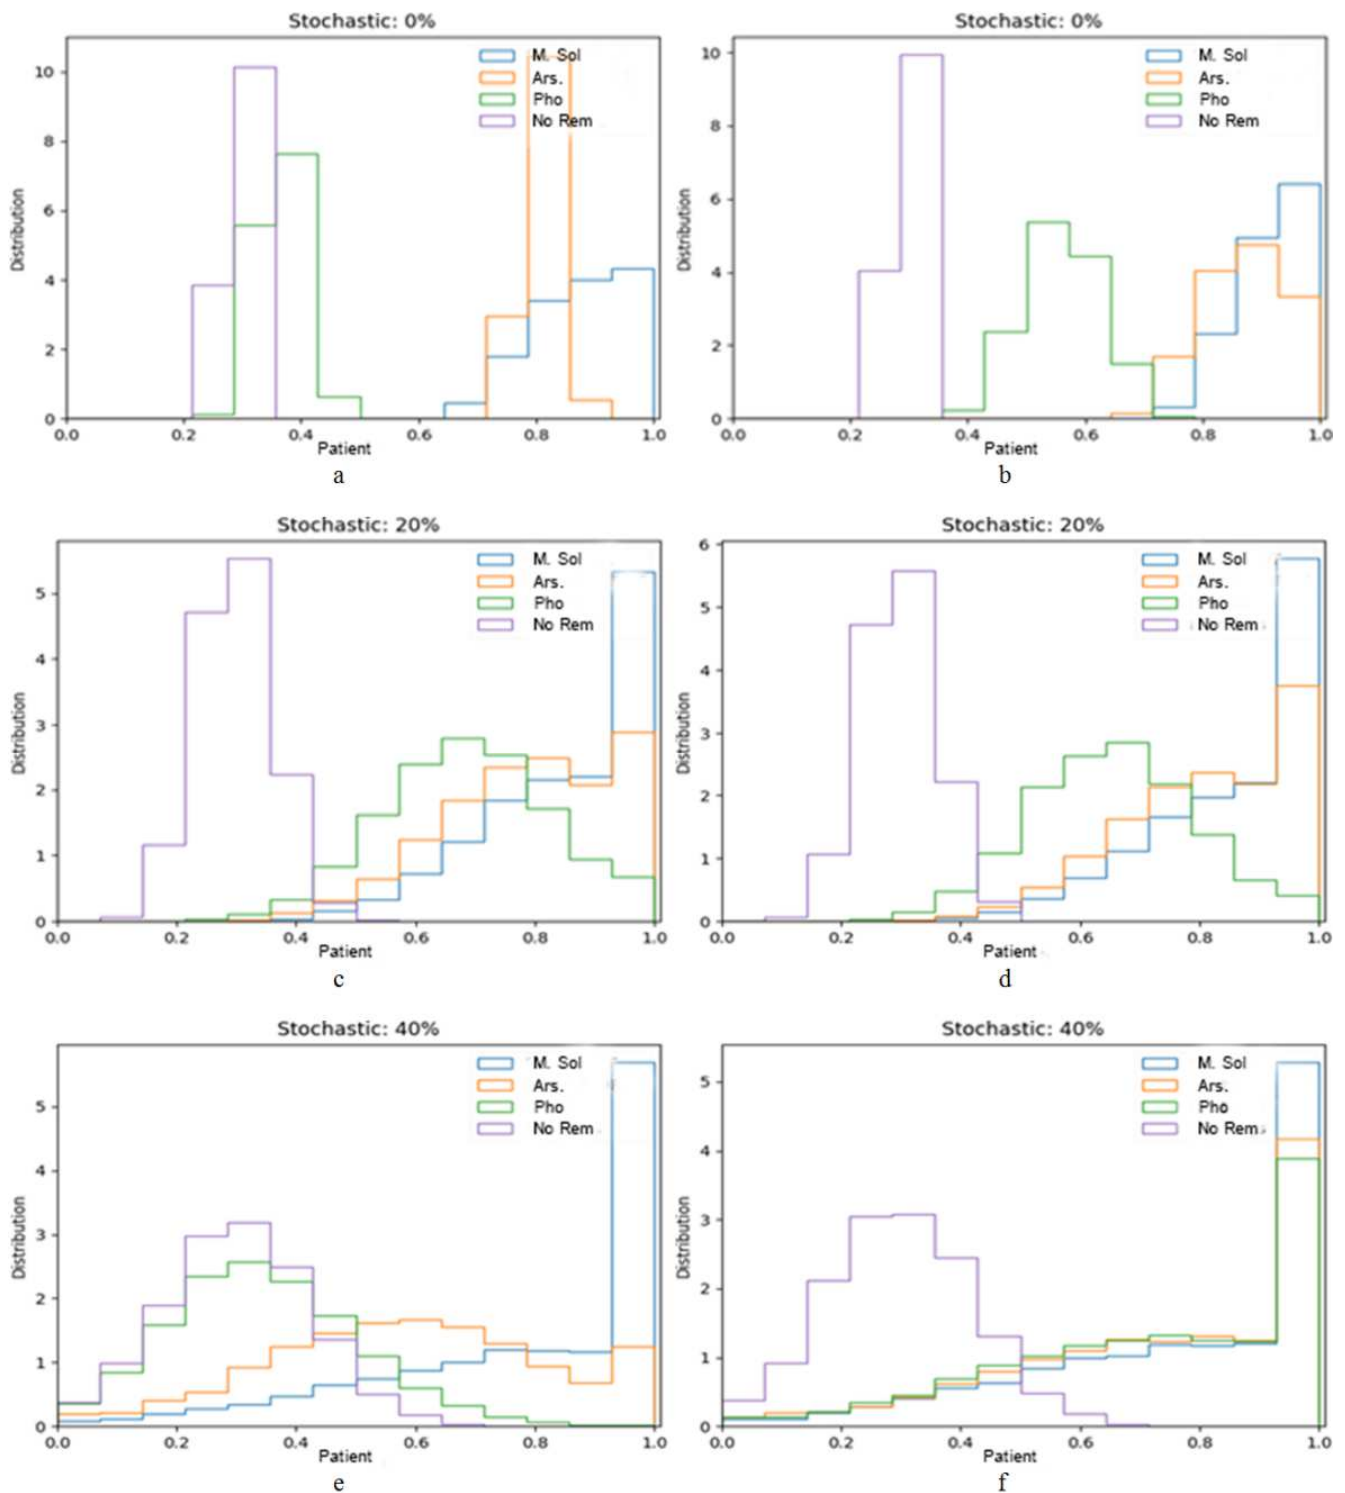 Stochastic: 0%
M. Sol
Ars.
Pho
No Rem
10
8
6
4
2
0
Distribution
0.0 0.2 0.4 0.6 0.8 1.0
Patient
a
Stochastic: 0%
M. Sol
Ars.
Pho
No Rem
10
8
6
4
2
0
Distribution
0.0 0.2 0.4 0.6 0.8 1.0
Patient
b
Stochastic: 20%
M. Sol
Ars.
Pho
No Rem
5
4
3
2
1
0
Distribution
0.0 0.2 0.4 0.6 0.8 1.0
Patient
c
Stochastic: 20%
M. Sol
Ars.
Pho
No Rem
6
5
4
3
2
1
0
Distribution
0.0 0.2 0.4 0.6 0.8 1.0
Patient
d
Stochastic: 40%
M. Sol
Ars.
Pho
No Rem
5
4
3
2
1
0
Distribution
0.0 0.2 0.4 0.6 0.8 1.0
Patient
e
Stochastic: 40%
M. Sol
Ars.
Pho
No Rem
5
4
3
2
1
0
Distribution
0.0 0.2 0.4 0.6 0.8 1.0
Patient
f